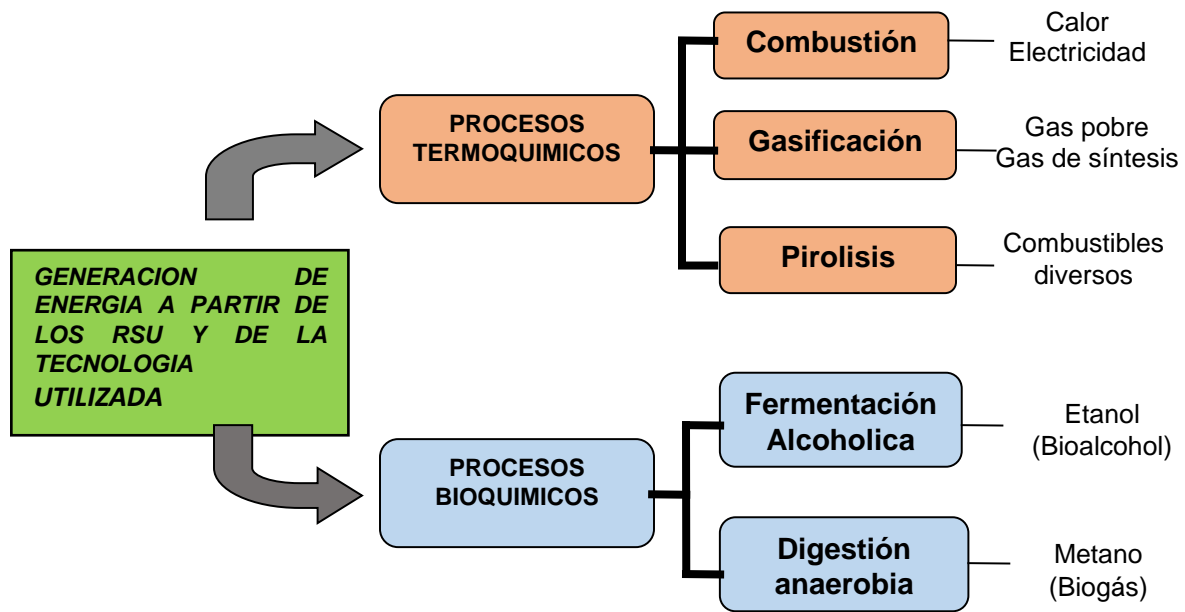 GENERACION DE
ENERGIA A PARTIR DE
LOS RSU Y DE LA
TECNOLOGIA
UTILIZADA
PROCESOS
TERMOQUIMICOS
Combustión
Calor
Electricidad
Gasificación
Gas pobre
Gas de síntesis
Pirolisis
Combustibles
diversos
PROCESOS
BIOQUIMICOS
Fermentación
Alcoholica
Etanol
(Bioalcohol)
Digestión
anaerobia
Metano
(Biogás)